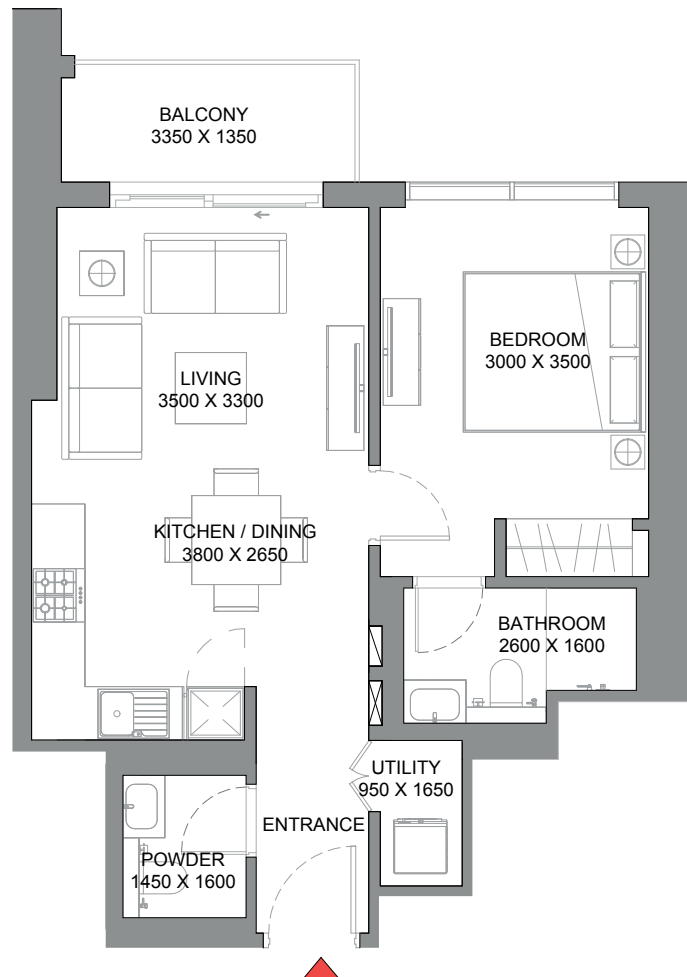 BALCONY
3350 X 1350
BEDROOM
3000 X 3500
LIVING
3500 X 3300
KITCHEN / DINING
3800 X 2650
BATHROOM
2600 X 1600
UTILITY
950 X 1650
ENTRANCE
POWDER
1450 X 1600